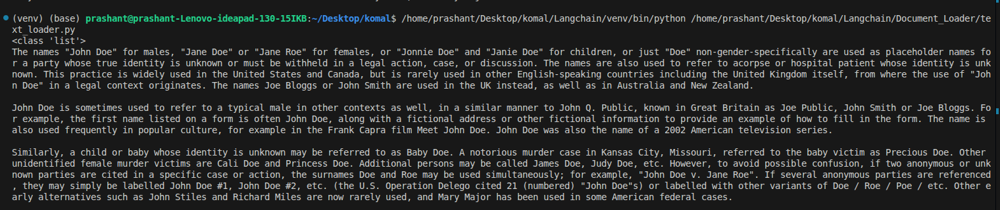 (venv) (base) prashant@prashant-Lenovo-ideapad-130-15IKB:~/Desktop/komal$ /home/prashant/Desktop/komal/Langchain/venv/bin/python /home/prashant/Desktop/komal/Langchain/Document_Loader/te
xt_loader.py
<class 'list'>
The names "John Doe" for males, "Jane Doe" or "Jane Roe" for females, or "Jonnie Doe" and "Janie Doe" for children, or just "Doe" non-gender-specifically are used as placeholder names fo
r a party whose true identity is unknown or must be withheld in a legal action, case, or discussion. The names are also used to refer to acorpse or hospital patient whose identity is unk
nown. This practice is widely used in the United States and Canada, but is rarely used in other English-speaking countries including the United Kingdom itself, from where the use of "Joh
n Doe" in a legal context originates. The names Joe Bloggs or John Smith are used in the UK instead, as well as in Australia and New Zealand.
John Doe is sometimes used to refer to a typical male in other contexts as well, in a similar manner to John Q. Public, known in Great Britain as Joe Public, John Smith or Joe Bloggs. Fo
r example, the first name listed on a form is often John Doe, along with a fictional address or other fictional information to provide an example of how to fill in the form. The name is
also used frequently in popular culture, for example in the Frank Capra film Meet John Doe. John Doe was also the name of a 2002 American television series.
Similarly, a child or baby whose identity is unknown may be referred to as Baby Doe. A notorious murder case in Kansas City, Missouri, referred to the baby victim as Precious Doe. Other
unidentified female murder victims are Cali Doe and Princess Doe. Additional persons may be called James Doe, Judy Doe, etc. However, to avoid possible confusion, if two anonymous or unk
nown parties are cited in a specific case or action, the surnames Doe and Roe may be used simultaneously; for example, "John Doe v. Jane Roe". If several anonymous parties are referenced
, they may simply be labelled John Doe #1, John Doe #2, etc. (the U.S. Operation Delego cited 21 (numbered) "John Doe"s) or labelled with other variants of Doe / Roe / Poe / etc. Other e
arly alternatives such as John Stiles and Richard Miles are now rarely used, and Mary Major has been used in some American federal cases.